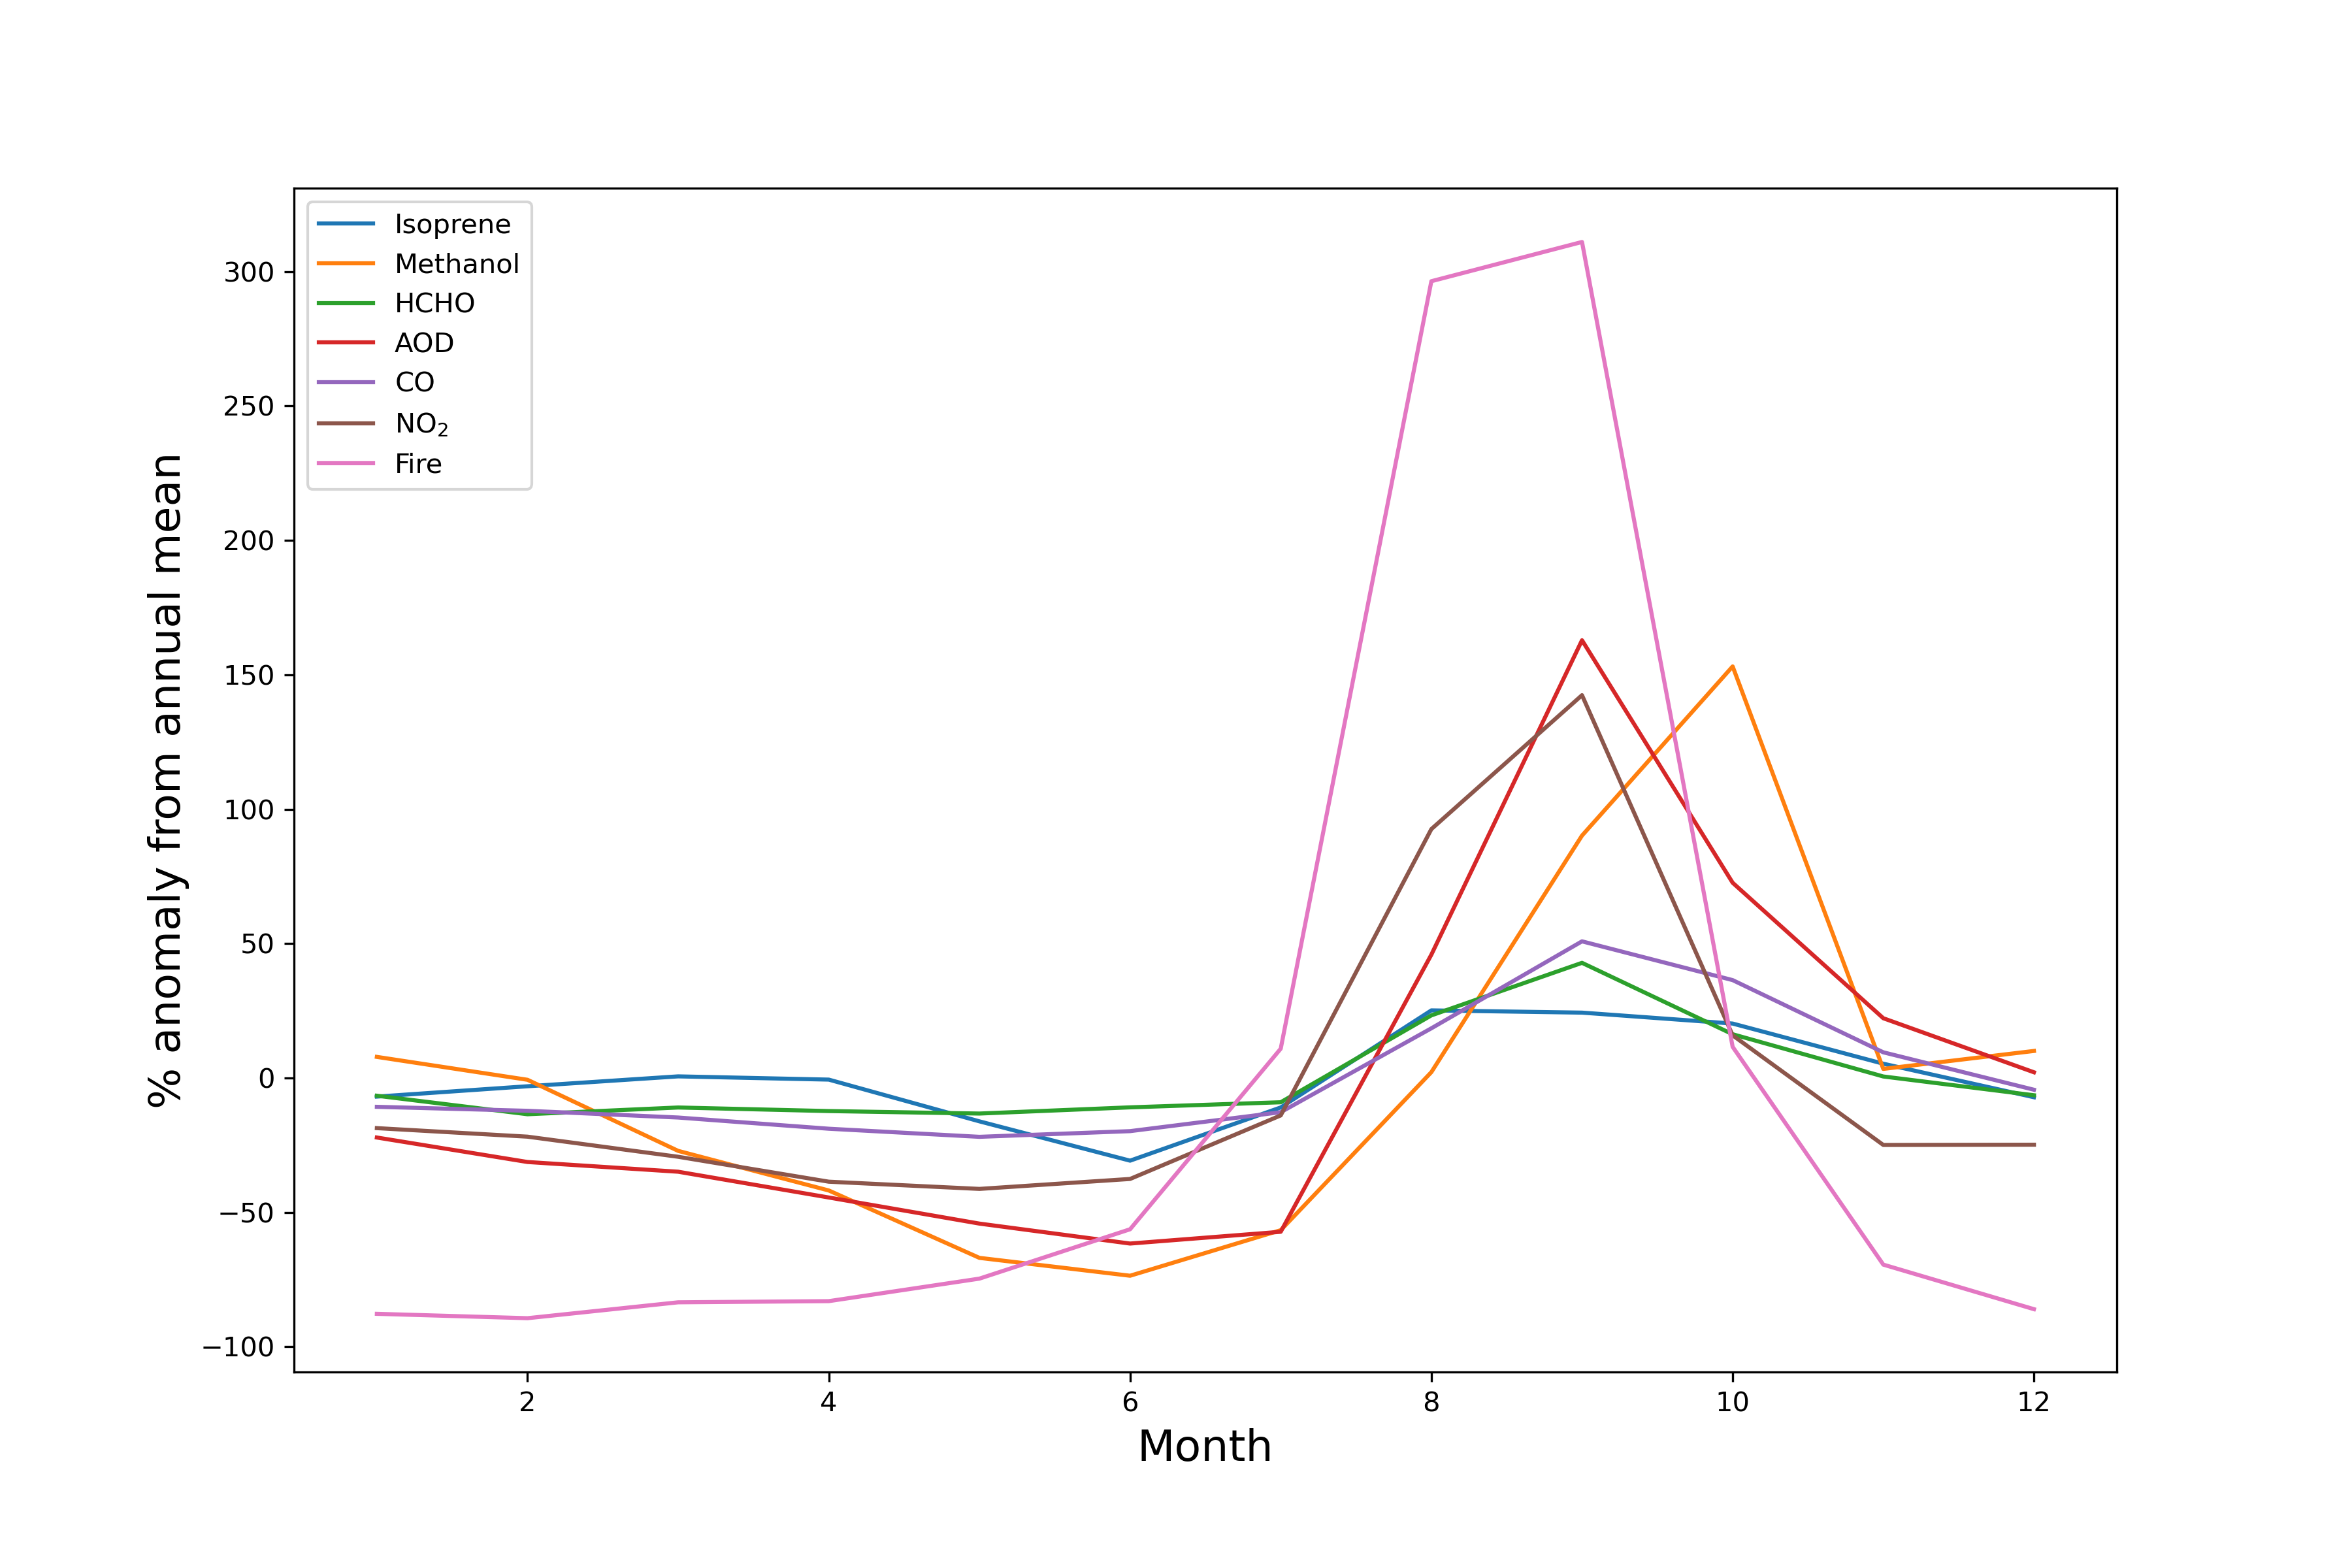 Isoprene
Methanol
HCHO
AOD
CO
NO₂
Fire
% anomaly from annual mean
300
250
200
150
100
50
0
−50
−100
2 4 6 8 10 12
Month